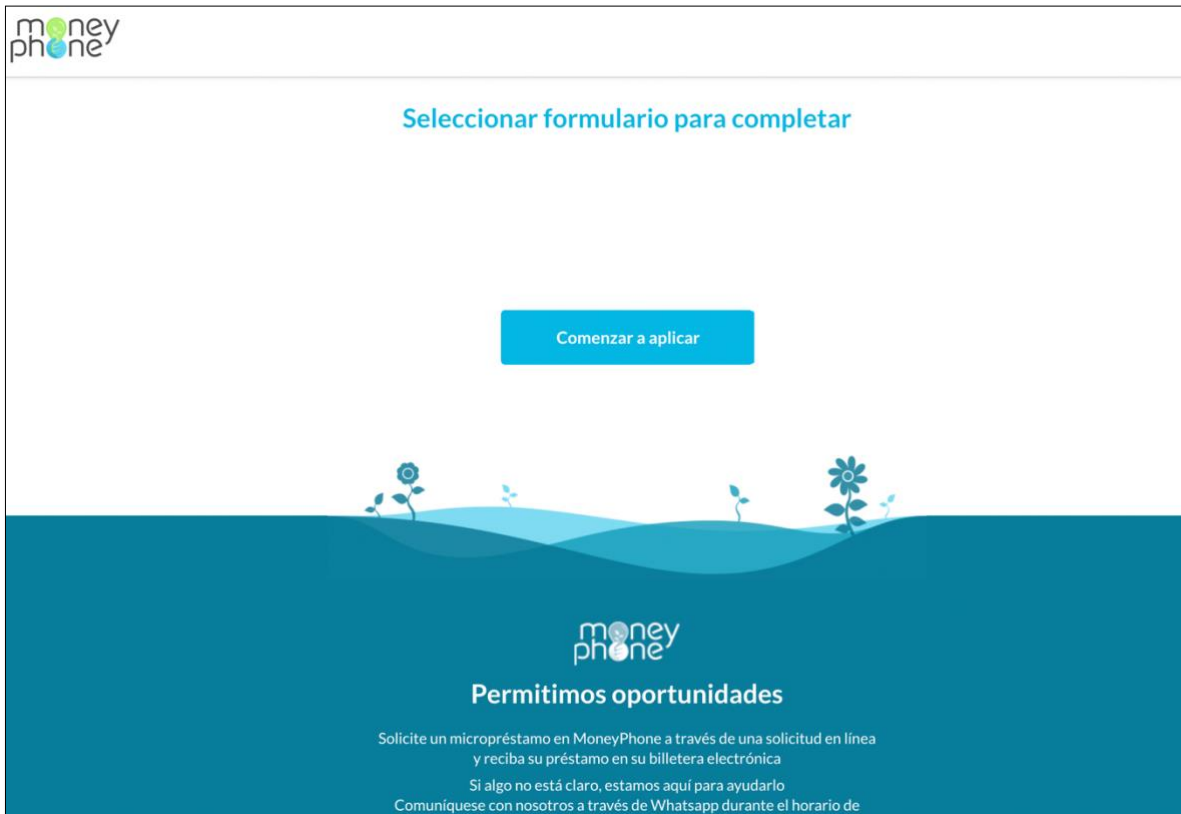 money
phone
Seleccionar formulario para completar
Comenzar a aplicar
money
phone
Permitimos oportunidades
Solicite un micropréstamo en MoneyPhone a través de una solicitud en línea
y reciba su préstamo en su billetera electrónica
Si algo no está claro, estamos aquí para ayudarlo
Comuníquese con nosotros a través de Whatsapp durante el horario de